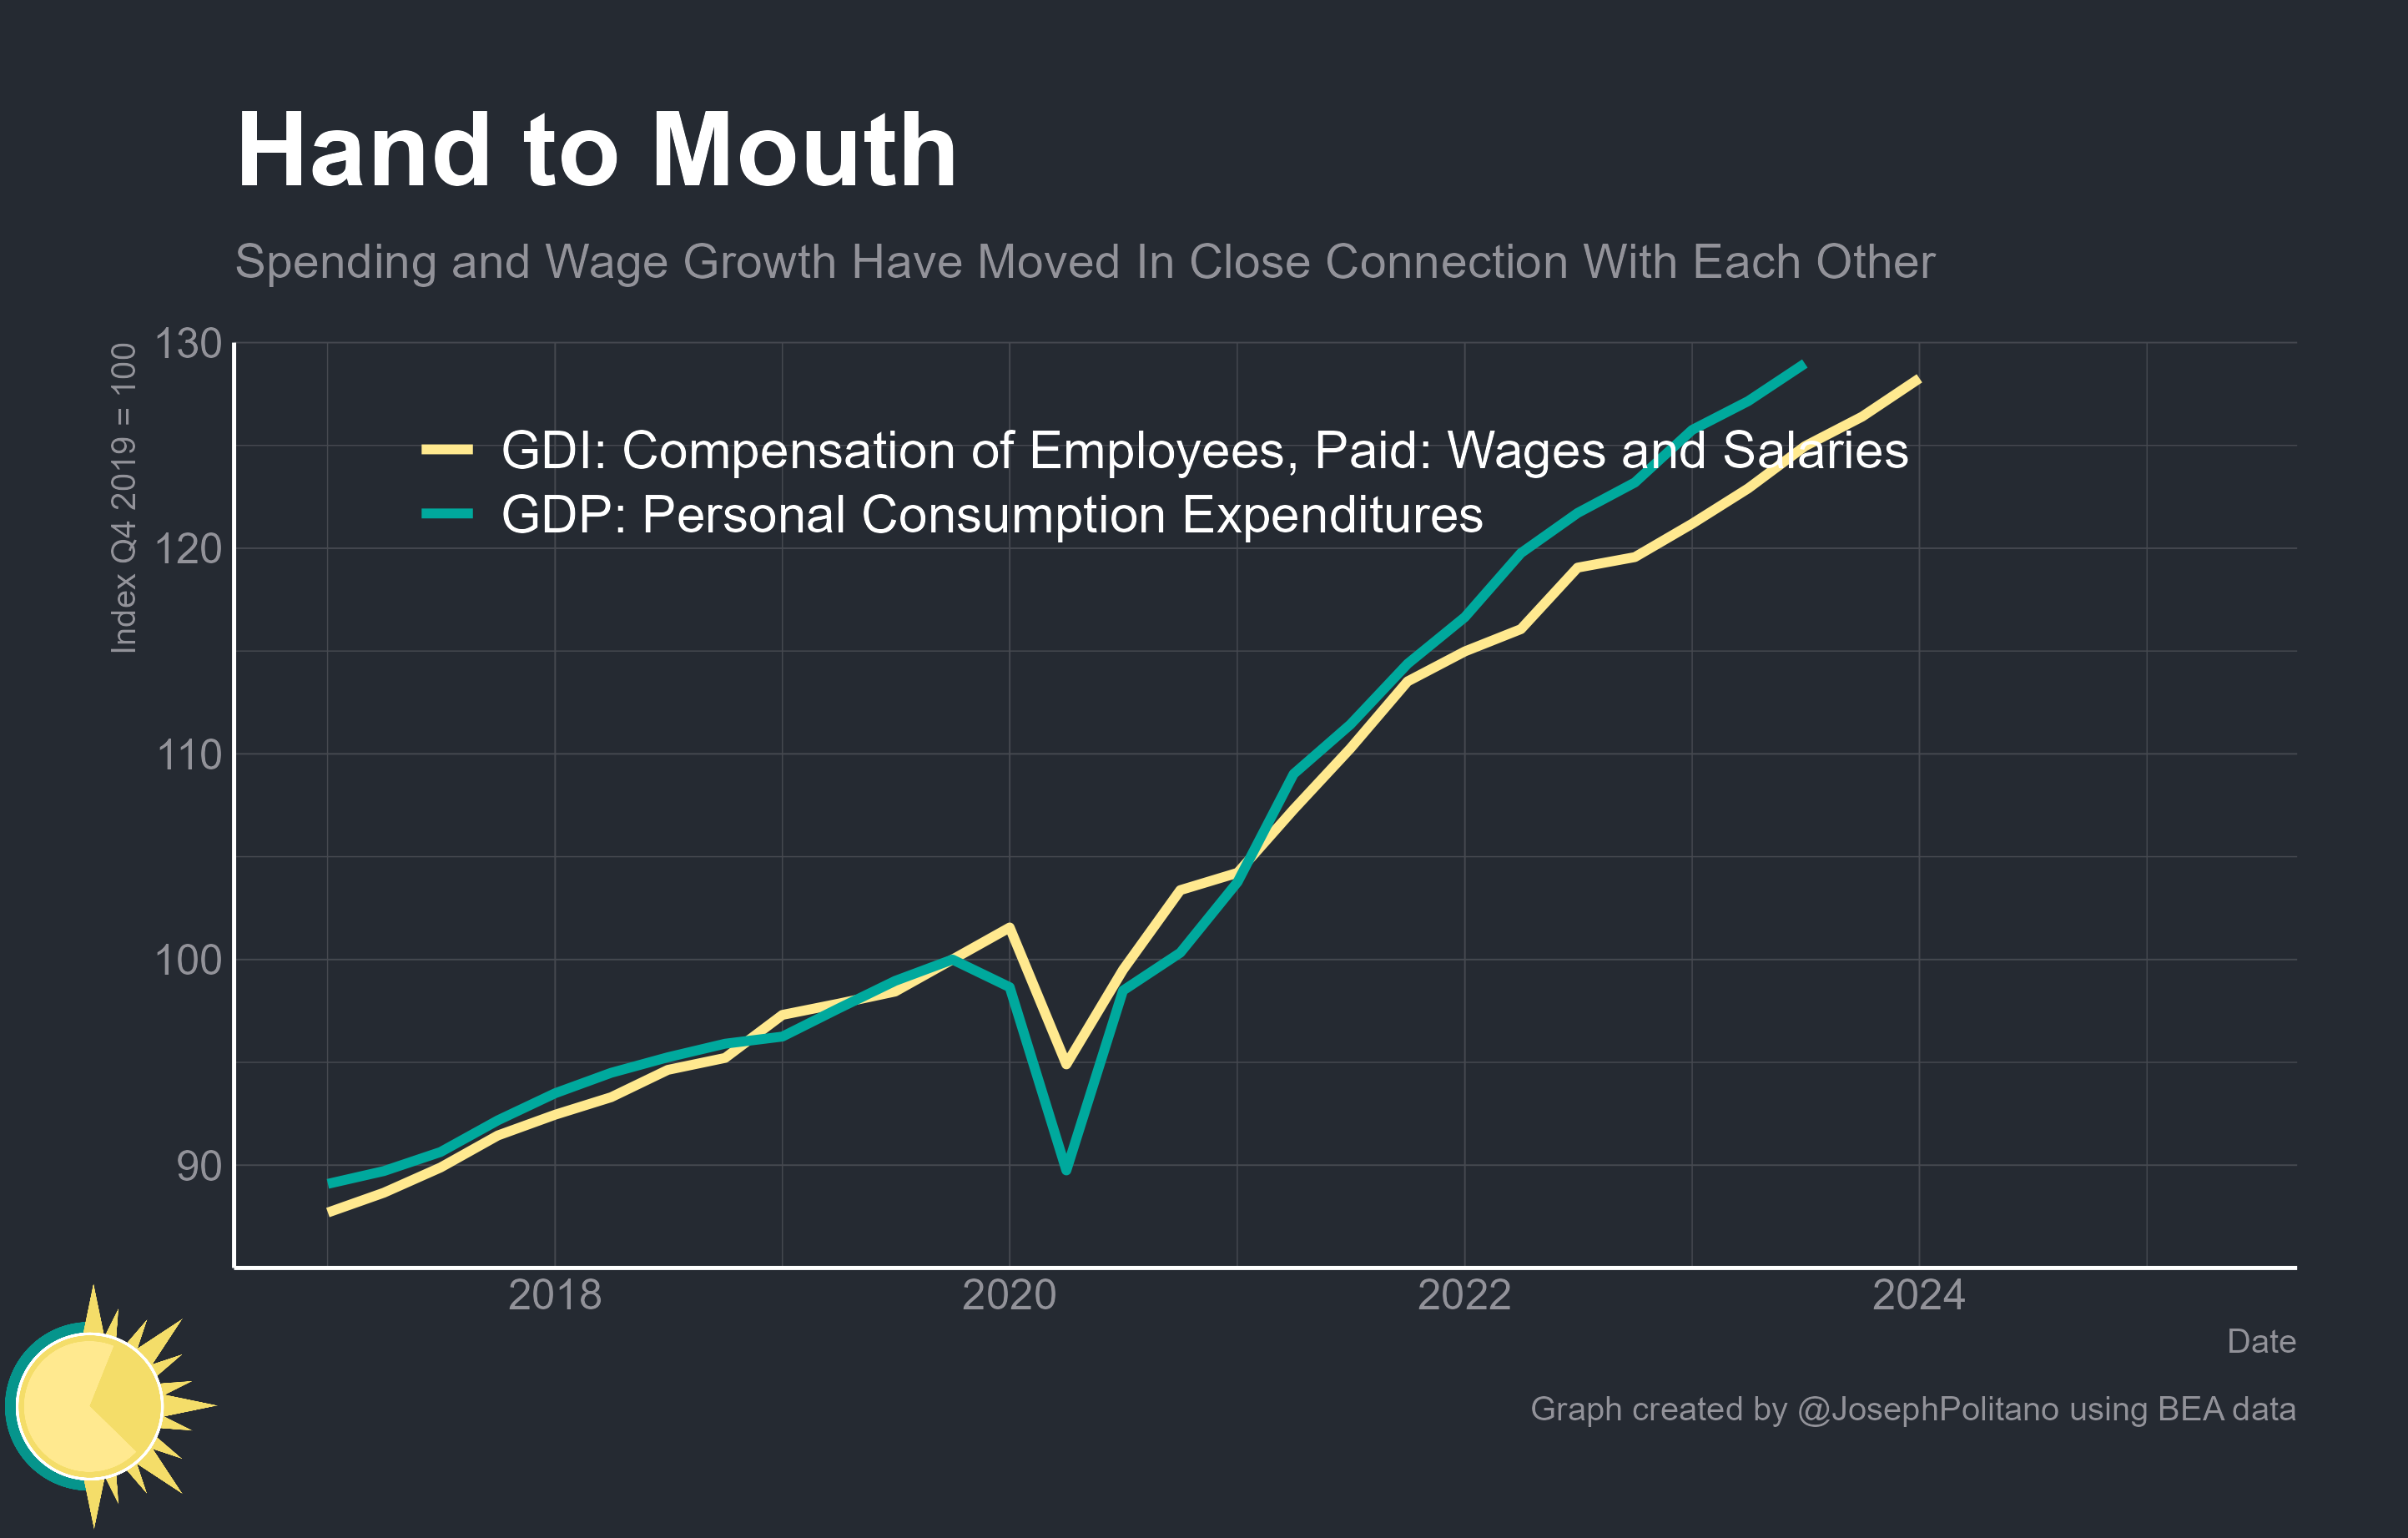 Hand to Mouth
Spending and Wage Growth Have Moved In Close Connection With Each Other
Index Q4 2019 = 100
130
120
110
100
90
GDI: Compensation of Employees, Paid: Wages and Salaries
GDP: Personal Consumption Expenditures
2018
2020
2022
2024
Date
Graph created by @JosephPolitano using BEA data